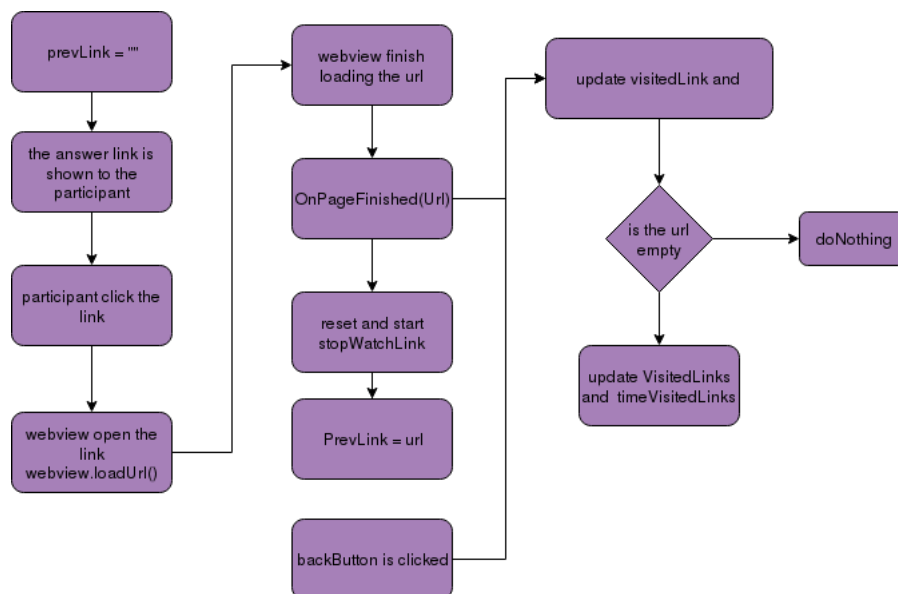 prevLink = ""
the answer link is
shown to the
participant
participant click the
link
webview open the
link
webview.loadUrl()
webview finish
loading the url
OnPageFinished(Url)
reset and start
stopWatchLink
PrevLink = url
backButton is clicked
update visitedLink and
is the url
empty
doNothing
update VisitedLinks
and timeVisitedLinks